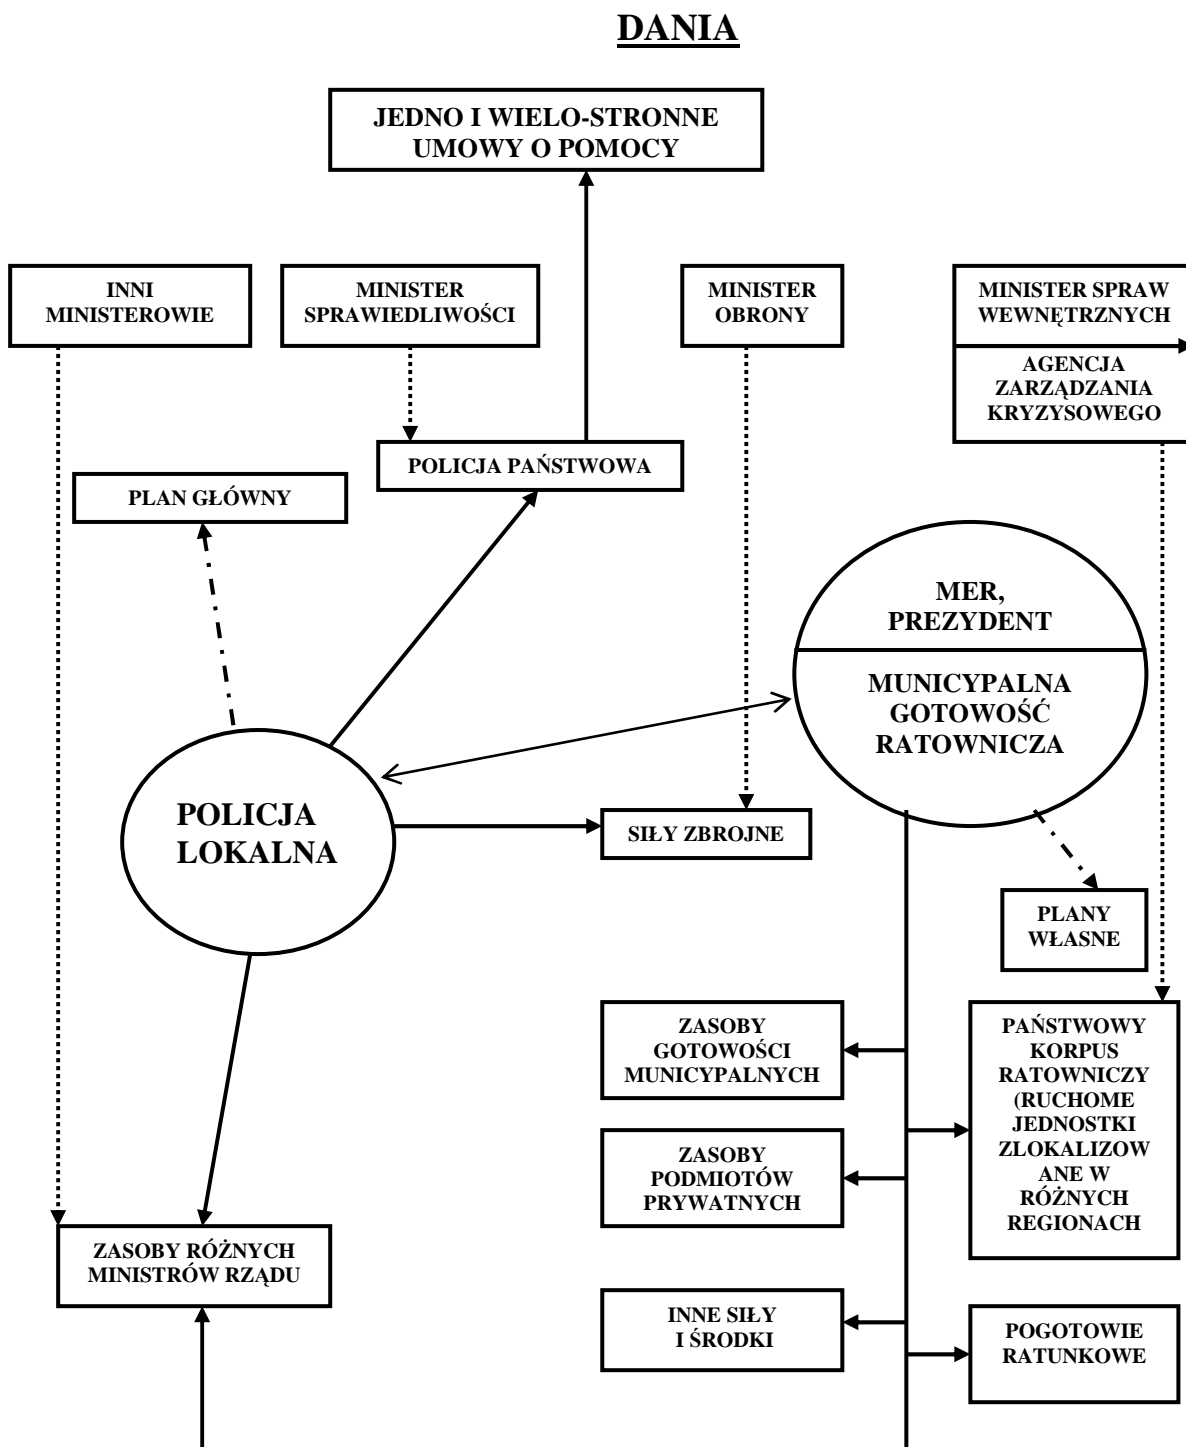 DANIA
JEDNO I WIELO-STRONNE
UMOWY O POMOCY
INNI
MINISTEROWIE
MINISTER
SPRAWIEDLIWOŚCI
MINISTER
OBRONY
MINISTER SPRAW
WEWNĘTRZNYCH
AGENCJA
ZARZĄDZANIA
KRYZYSOWEGO
POLICJA PAŃSTWOWA
PLAN GŁÓWNY
MER,
PREZYDENT
MUNICYPALNA
GOTOWOŚĆ
RATOWNICZA
POLICJA
LOKALNA
SIŁY ZBROJNE
PLANY
WŁASNE
ZASOBY
GOTOWOŚCI
MUNICYPALNYCH
PAŃSTWOWY
KORPUS
RATOWNICZY
(RUCHOME
JEDNOSTKI
ZLOKALIZOW
ANE W
RÓŻNYCH
REGIONACH
ZASOBY
PODMIOTÓW
PRYWATNYCH
ZASOBY RÓŻNYCH
MINISTRÓW RZĄDU
INNE SIŁY
I ŚRODKI
POGOTOWIE
RATUNKOWE